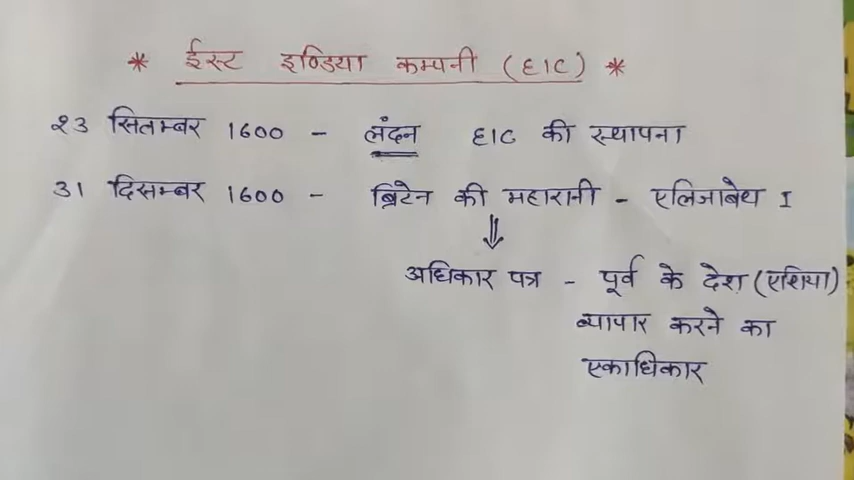 * ईस्ट इण्डिया कम्पनी (EIC) *
२3 सितम्बर 1600 - लंदन EIC की स्थापना
31 दिसम्बर 1600 - ब्रिटेन की महारानी - एलिजाबेथ I
⇓
अधिकार पत्र - पूर्व के देश (एशिया)
व्यापार करने का
एकाधिकार